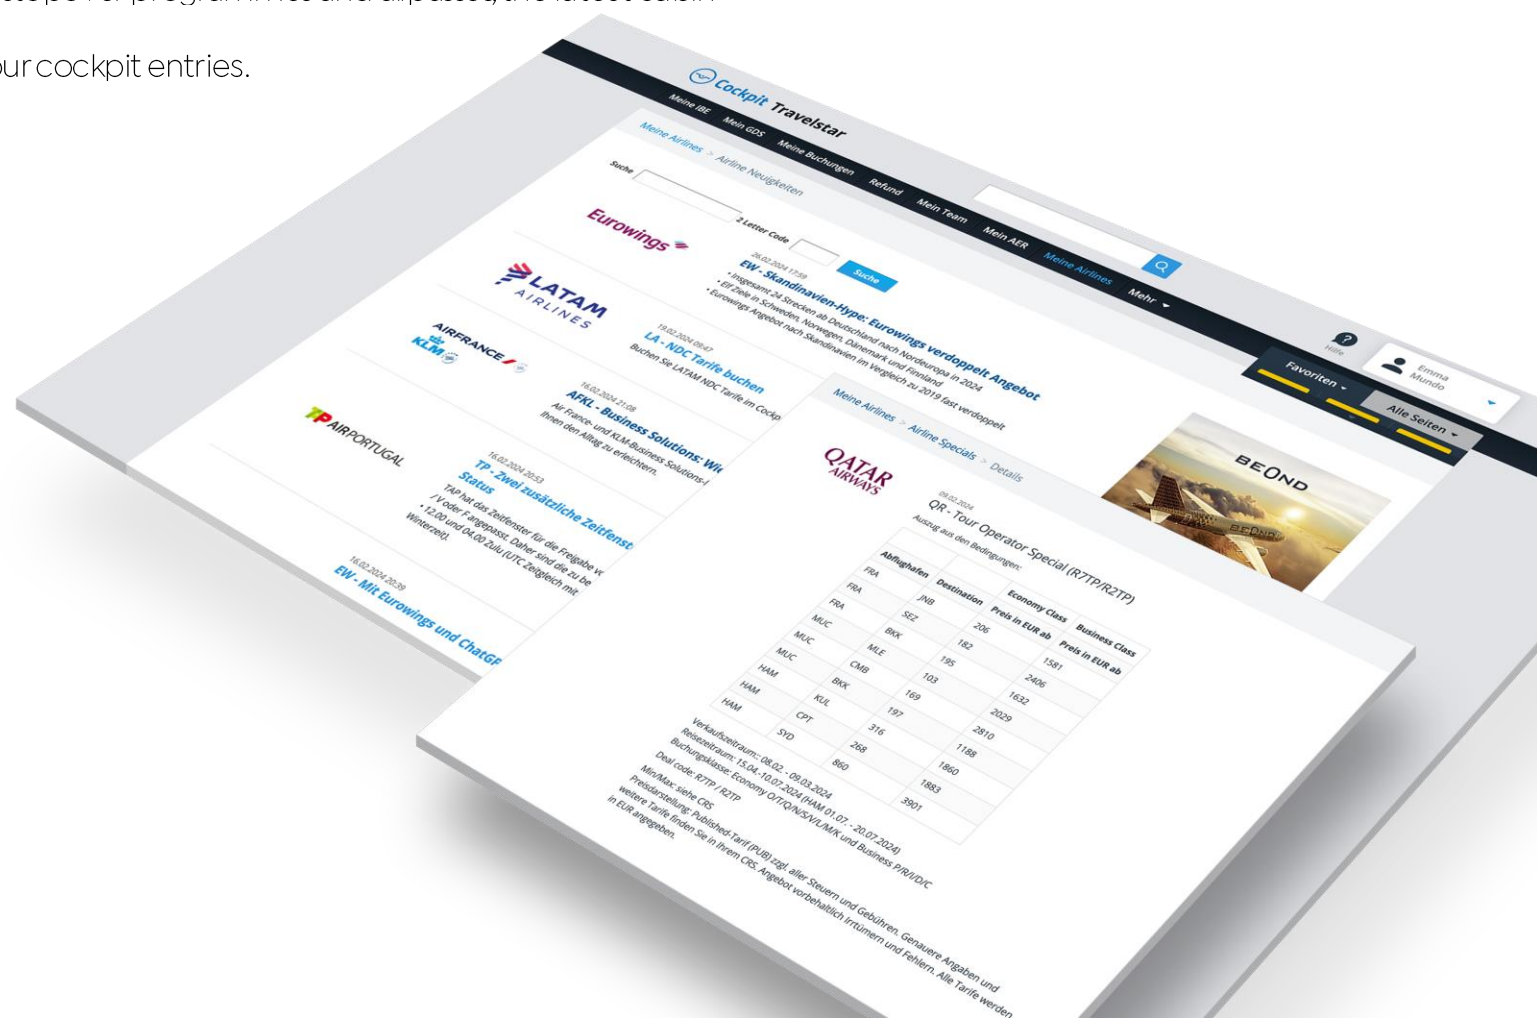 our cockpit entries.
Cockpit Travelstar
Meine IBE Mein GDS Meine Buchungen Refund Mein Team Mein AER Meine Airlines Mehr
Hilfe
Emma
Mundo
Favoriten
Alle Seiten
Meine Airlines > Airline Neuigkeiten
Suche
2 Letter Code
Suche
Eurowings
26.02.2024 17:59
EW - Skandinavien-Hype: Eurowings verdoppelt Angebot
• Insgesamt 24 Strecken ab Deutschland nach Nordeuropa in 2024
• Elf Ziele in Schweden, Norwegen, Dänemark und Finnland
• Eurowings Angebot nach Skandinavien im Vergleich zu 2019 fast verdoppelt
LATAM
AIRLINES
19.02.2024 09:47
LA - NDC Tarife buchen
Buchen Sie LATAM NDC Tarife im Cockp
AIRFRANCE
KLM
16.02.2024 21:08
AFKL - Business Solutions:
Air France- und KLM-Business Solutions-
Ihnen den Alltag zu erleichtern.
TP AIRPORTUGAL
16.02.2024 20:53
TP - Zwei zusätzliche Zeitfenst
Status
TAP hat das Zeitfenster für die Freigabe
/ V oder F angepasst. Daher sind die zu be
• 12.00 und 04.00 Zulu (UTC Zeitgleich mit
Winterzeit).
16.02.2024 20:39
EW - Mit Eurowings und ChatGP
BEOND
BEOND
Meine Airlines > Airline Specials > Details
QATAR
AIRWAYS
09.02.2024
QR - Tour Operator Special (R7TP/R2TP)
Auszug aus den Bedingungen:
Economy Class Business Class
Abflughafen Destination Preis in EUR ab Preis in EUR ab
FRA JNB 206 1581
FRA SEZ 182 2406
FRA BKK 195 1632
MUC MLE 103 2029
MUC CMB 169 2810
MUC BKK 197 1188
HAM KUL 316 1860
HAM CPT 268 1883
HAM SYD 860 3901
Verkaufszeitraum:: 08.02. - 09.03.2024
Reisezeitraum: 15.04.-10.07.2024 (HAM 01.07. - 20.07.2024)
Buchungsklasse: Economy O/T/Q/N/S/V/L/M/K und Business P/R/I/D/C
Deal code: R7TP / R2TP
Min/Max: siehe CRS
Preisdarstellung: Published-Tarif (PUB) zzgl. aller Steuern und Gebühren. Genauere Angaben und
weitere Tarife finden Sie in Ihrem CRS. Angebot vorbehaltlich Irrtümern und Fehlern. Alle Tarife werden
in EUR angegeben.